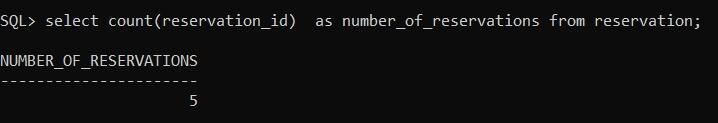 SQL> select count(reservation_id)  as number_of_reservations from reservation;
NUMBER_OF_RESERVATIONS
----------------------
5